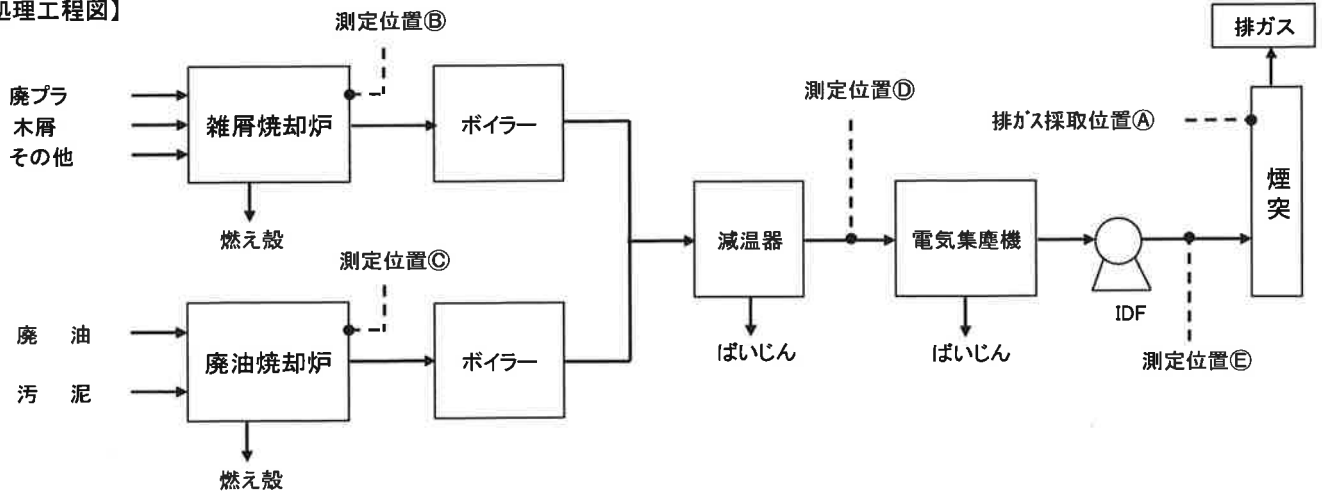 処理工程図】
測定位置Ⓑ
排ガス
廃プラ
木屑
その他
雑屑焼却炉
ボイラー
測定位置Ⓓ
排ガス採取位置Ⓐ
煙突
燃え殻
減温器
電気集塵機
測定位置Ⓒ
IDF
廃　油
汚　泥
廃油焼却炉
ボイラー
ばいじん
ばいじん
測定位置Ⓔ
燃え殻